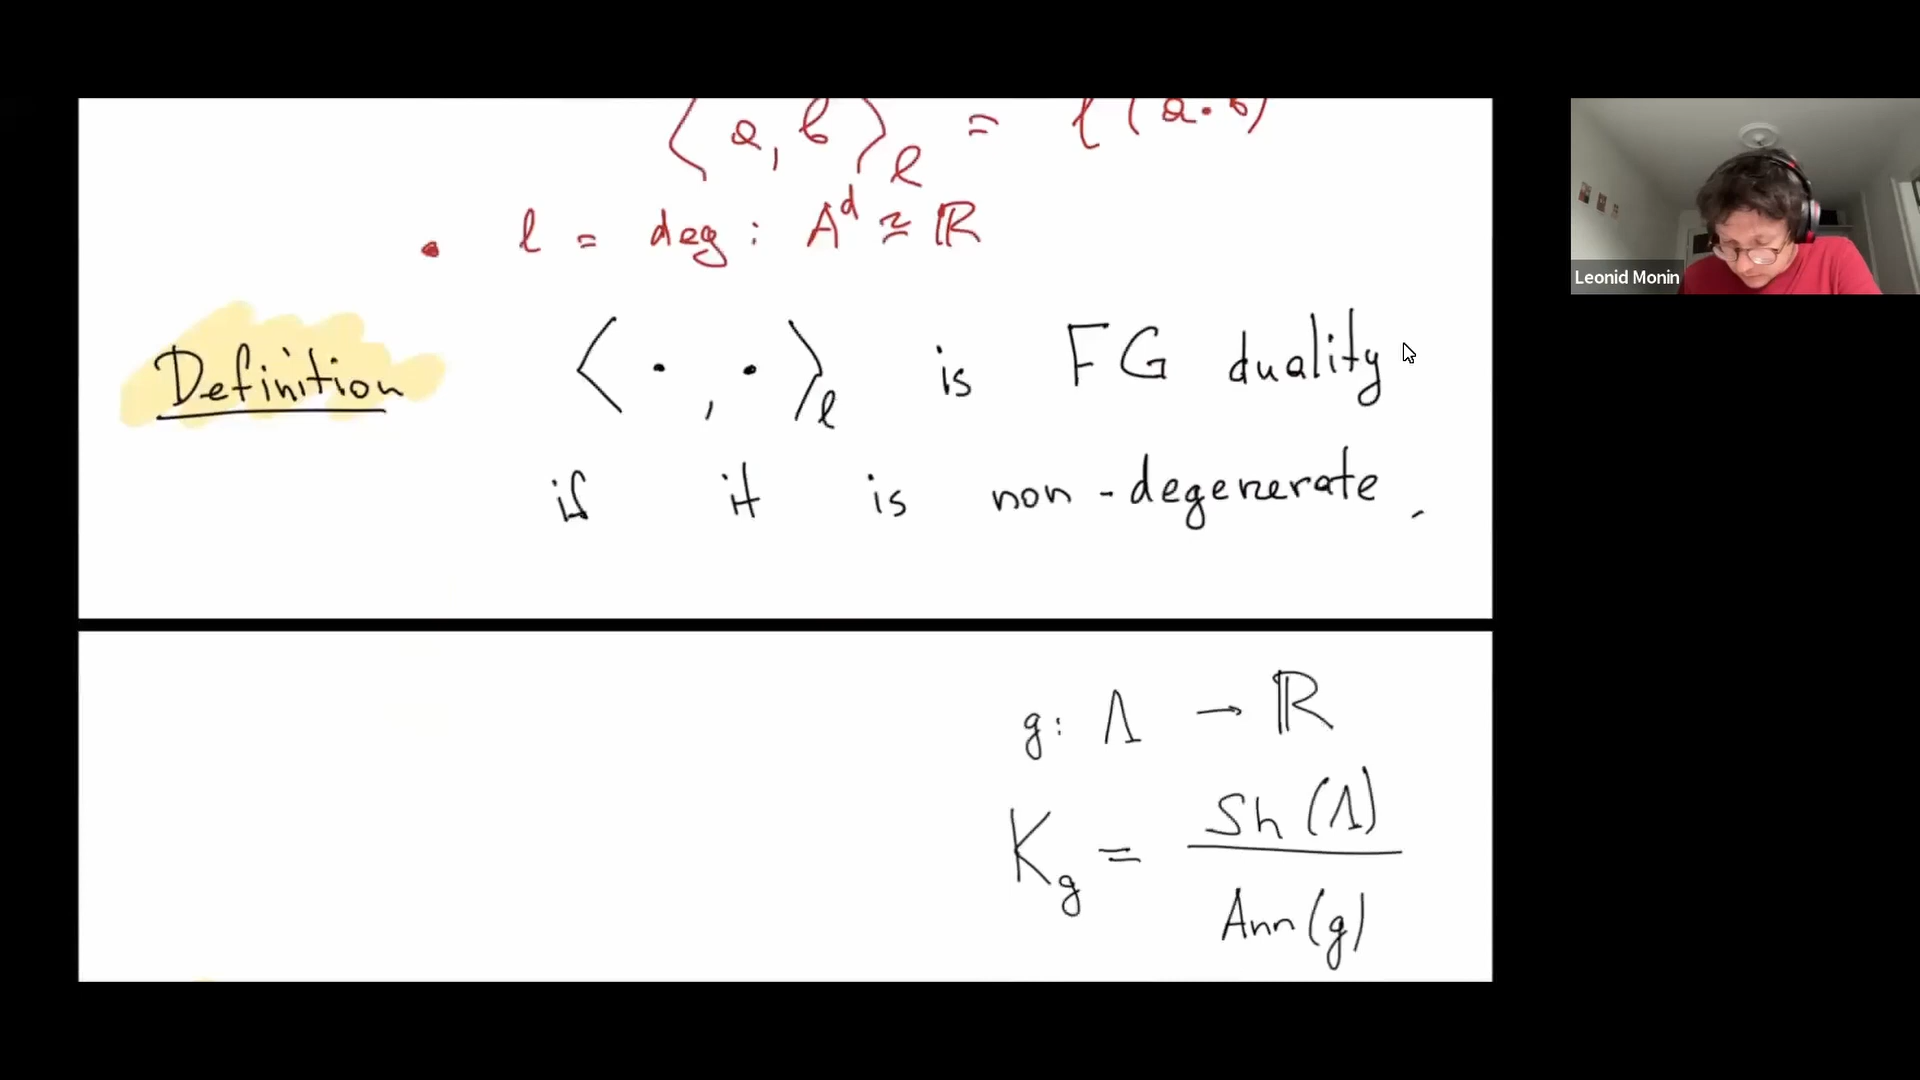 ⟨a, b⟩_ℓ = ℓ(a·b)
• ℓ = deg : A^d ≃ ℝ
Definition ⟨·, ·⟩_ℓ is FG duality
if it is non-degenerate.
g: Λ → ℝ
K_g = Sh(Λ) / Ann(g)
Leonid Monin